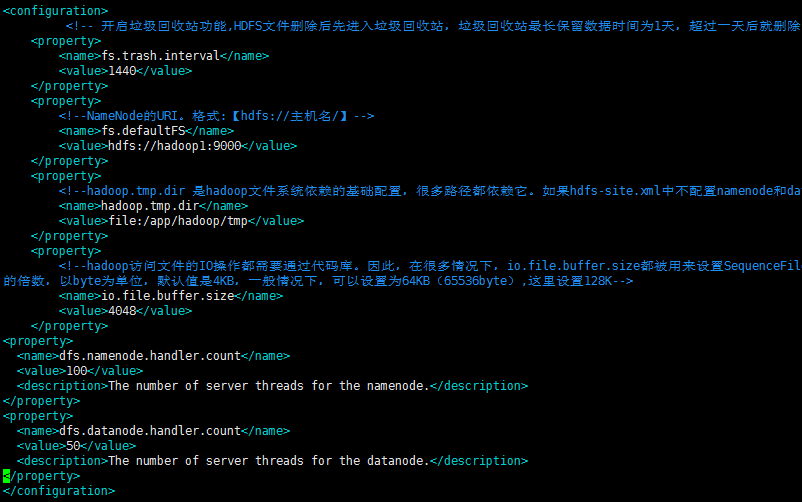 <configuration>
<!-- 开启垃圾回收站功能,HDFS文件删除后先进入垃圾回收站, 垃圾回收站最长保留数据时间为1天, 超过一天后就删除
<property>
<name>fs.trash.interval</name>
<value>1440</value>
</property>
<property>
<!--NameNode的URI。格式:【hdfs://主机名/】-->
<name>fs.defaultFS</name>
<value>hdfs://hadoop1:9000</value>
</property>
<property>
<!--hadoop.tmp.dir 是hadoop文件系统依赖的基础配置, 很多路径都依赖它。如果hdfs-site.xml中不配置namenode和da
<name>hadoop.tmp.dir</name>
<value>file:/app/hadoop/tmp</value>
</property>
<property>
<!--hadoop访问文件的IO操作都需要通过代码库。因此, 在很多情况下, io.file.buffer.size都被用来设置SequenceFil
的倍数, 以byte为单位, 默认值是4KB, 一般情况下, 可以设置为64KB（65536byte）,这里设置128K-->
<name>io.file.buffer.size</name>
<value>4048</value>
</property>
<property>
<name>dfs.namenode.handler.count</name>
<value>100</value>
<description>The number of server threads for the namenode.</description>
</property>
<property>
<name>dfs.datanode.handler.count</name>
<value>50</value>
<description>The number of server threads for the datanode.</description>
</property>
</configuration>